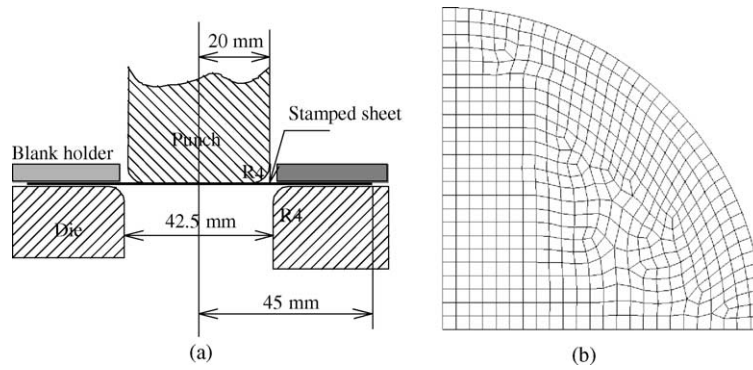 20 mm
Stamped sheet
Punch
Blank holder
R4
R4
42.5 mm
Die
45 mm
(a)
(b)